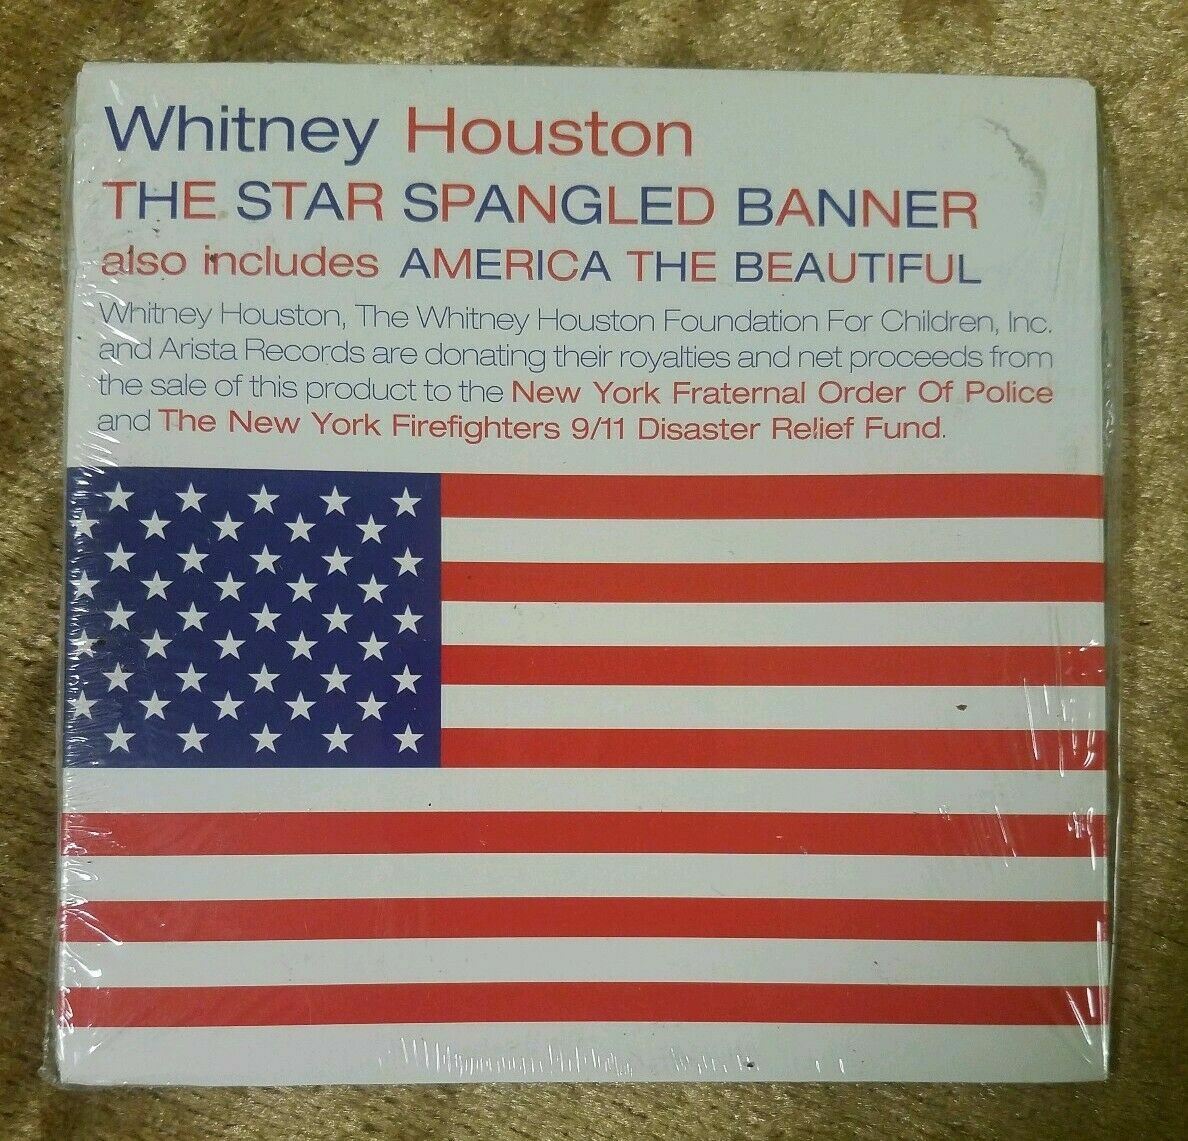 Whitney Houston
THE STAR SPANGLED BANNER
also includes AMERICA THE BEAUTIFUL
Whitney Houston, The Whitney Houston Foundation For Children, Inc.
and Arista Records are donating their royalties and net proceeds from
the sale of this product to the New York Fraternal Order Of Police
and The New York Firefighters 9/11 Disaster Relief Fund.